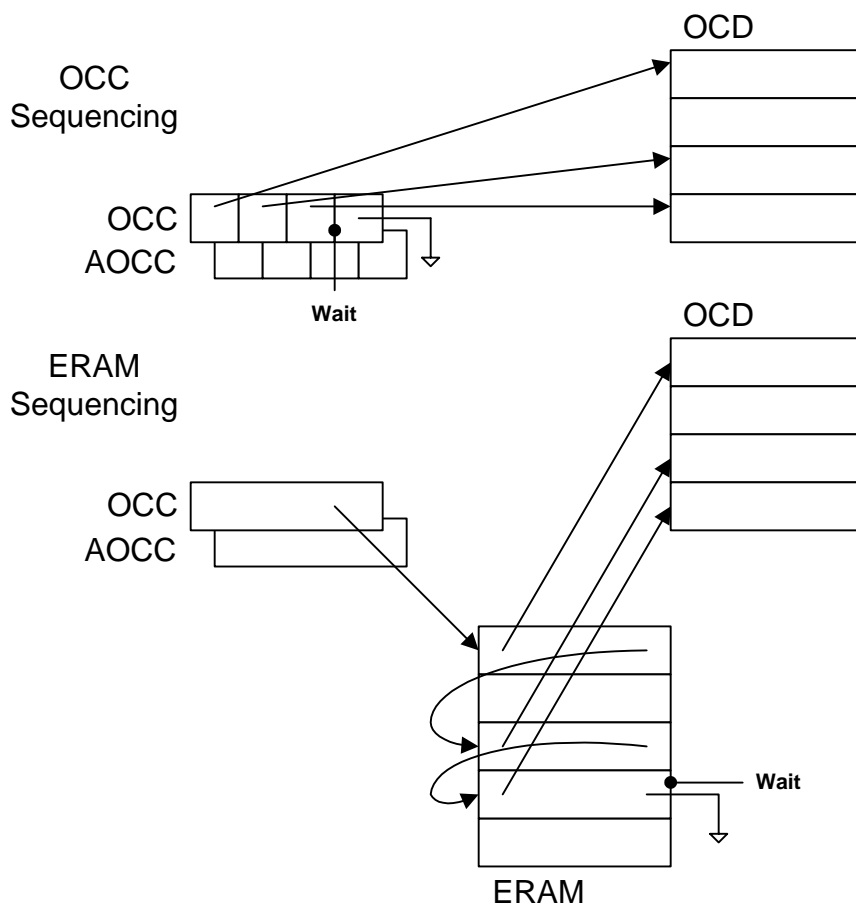 OCD
OCC
Sequencing
OCC
AOCC
Wait
OCD
ERAM
Sequencing
OCC
AOCC
Wait
ERAM